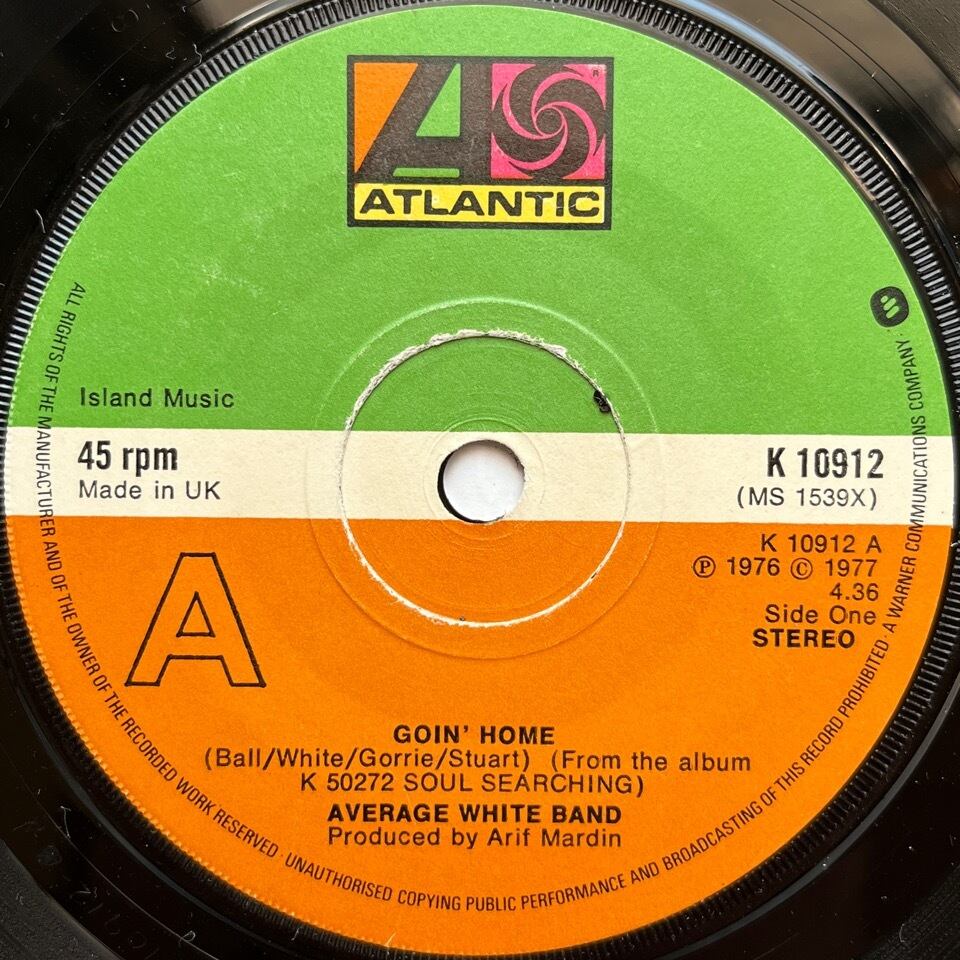 ATLANTIC
®
Island Music
45 rpm
Made in UK
K 10912
(MS 1539X)
K 10912 A
Ⓟ 1976 © 1977
4.36
Side One
STEREO
A
GOIN' HOME
(Ball/White/Gorrie/Stuart) (From the album
K 50272 SOUL SEARCHING)
AVERAGE WHITE BAND
Produced by Arif Mardin
ALL RIGHTS OF THE MANUFACTURER AND OF THE OWNER OF THE RECORDED WORK RESERVED · UNAUTHORISED COPYING PUBLIC PERFORMANCE AND BROADCASTING OF THIS RECORD PROHIBITED · A WARNER COMMUNICATIONS COMPANY ·